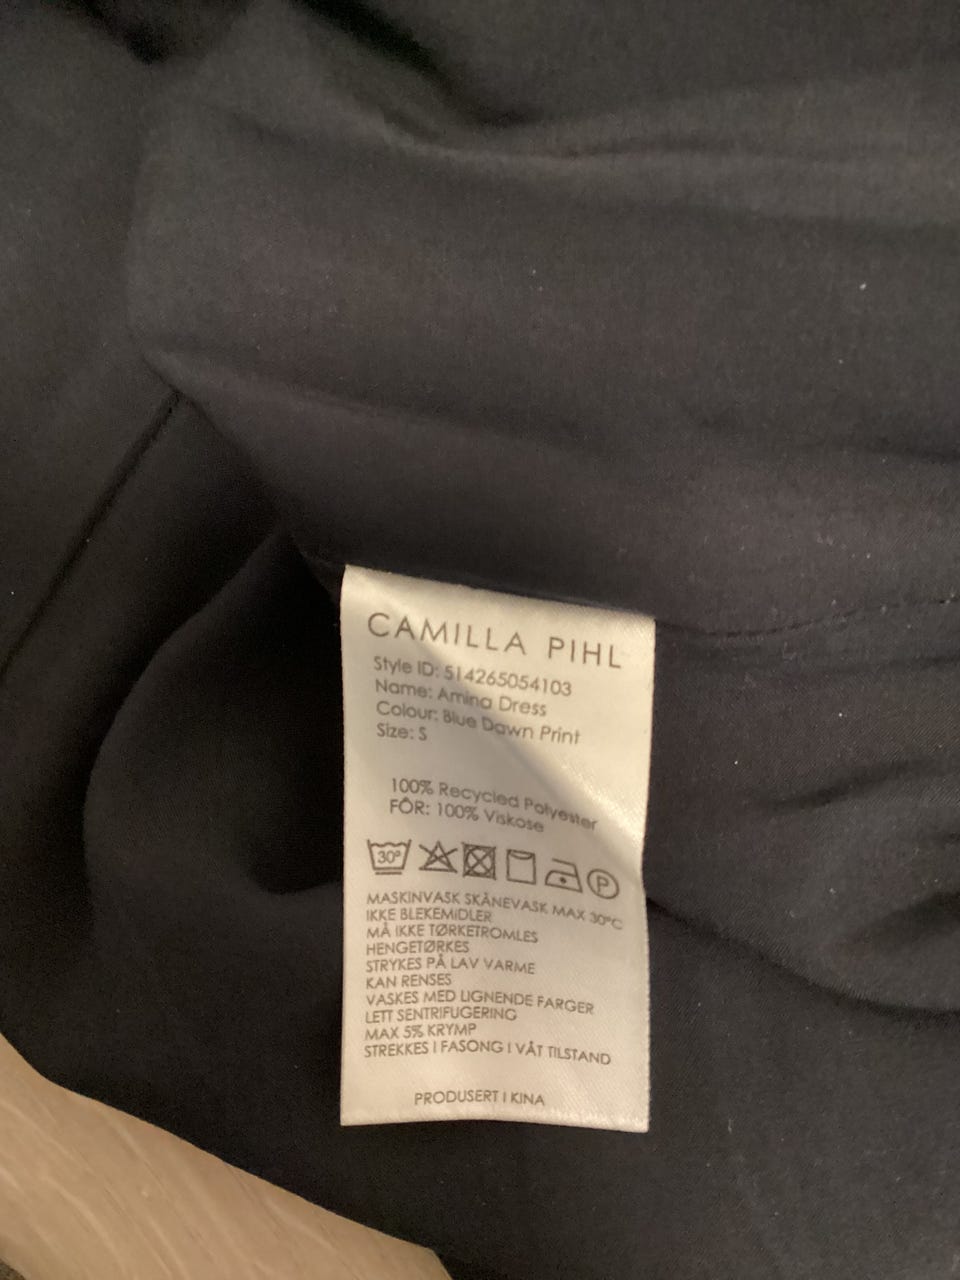 CAMILLA PIHL
Style ID: 514265054103
Name: Amina Dress
Colour: Blue Dawn Print
Size: S
100% Recycled Polyester
FÔR: 100% Viskose
30° P
MASKINVASK SKÅNEVASK MAX 30°C
IKKE BLEKEMIDLER
MÅ IKKE TØRKETROMLES
HENGETØRKES
STRYKES PÅ LAV VARME
KAN RENSES
VASKES MED LIGNENDE FARGER
LETT SENTRIFUGERING
MAX 5% KRYMP
STREKKES I FASONG I VÅT TILSTAND
PRODUSERT I KINA